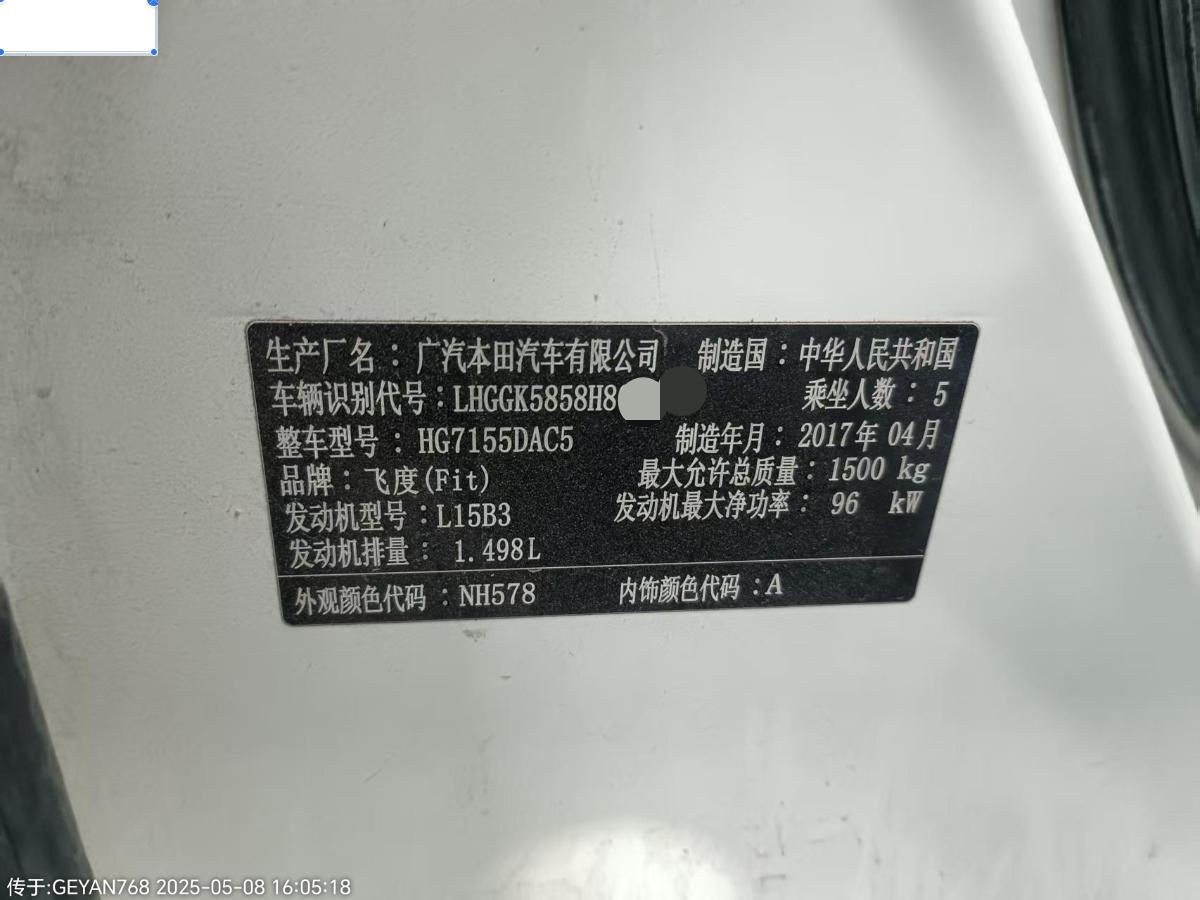 生产厂名：广汽本田汽车有限公司 制造国：中华人民共和国
车辆识别代号：LHGGK5858H8 乘坐人数：5
整车型号：HG7155DAC5 制造年月：2017年 04月
品牌：飞度(Fit) 最大允许总质量：1500 kg
发动机型号：L15B3 发动机最大净功率：96 kW
发动机排量：1.498L
外观颜色代码：NH578 内饰颜色代码：A
传于:GEYAN768 2025-05-08 16:05:18